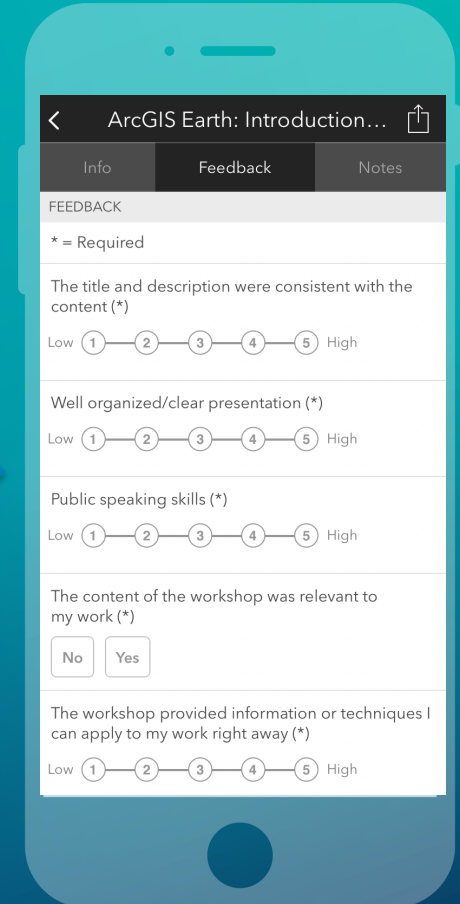 ArcGIS Earth: Introduction...
Info Feedback Notes
FEEDBACK
* = Required
The title and description were consistent with the
content (*)
Low 1 2 3 4 5 High
Well organized/clear presentation (*)
Low 1 2 3 4 5 High
Public speaking skills (*)
Low 1 2 3 4 5 High
The content of the workshop was relevant to
my work (*)
No Yes
The workshop provided information or techniques I
can apply to my work right away (*)
Low 1 2 3 4 5 High